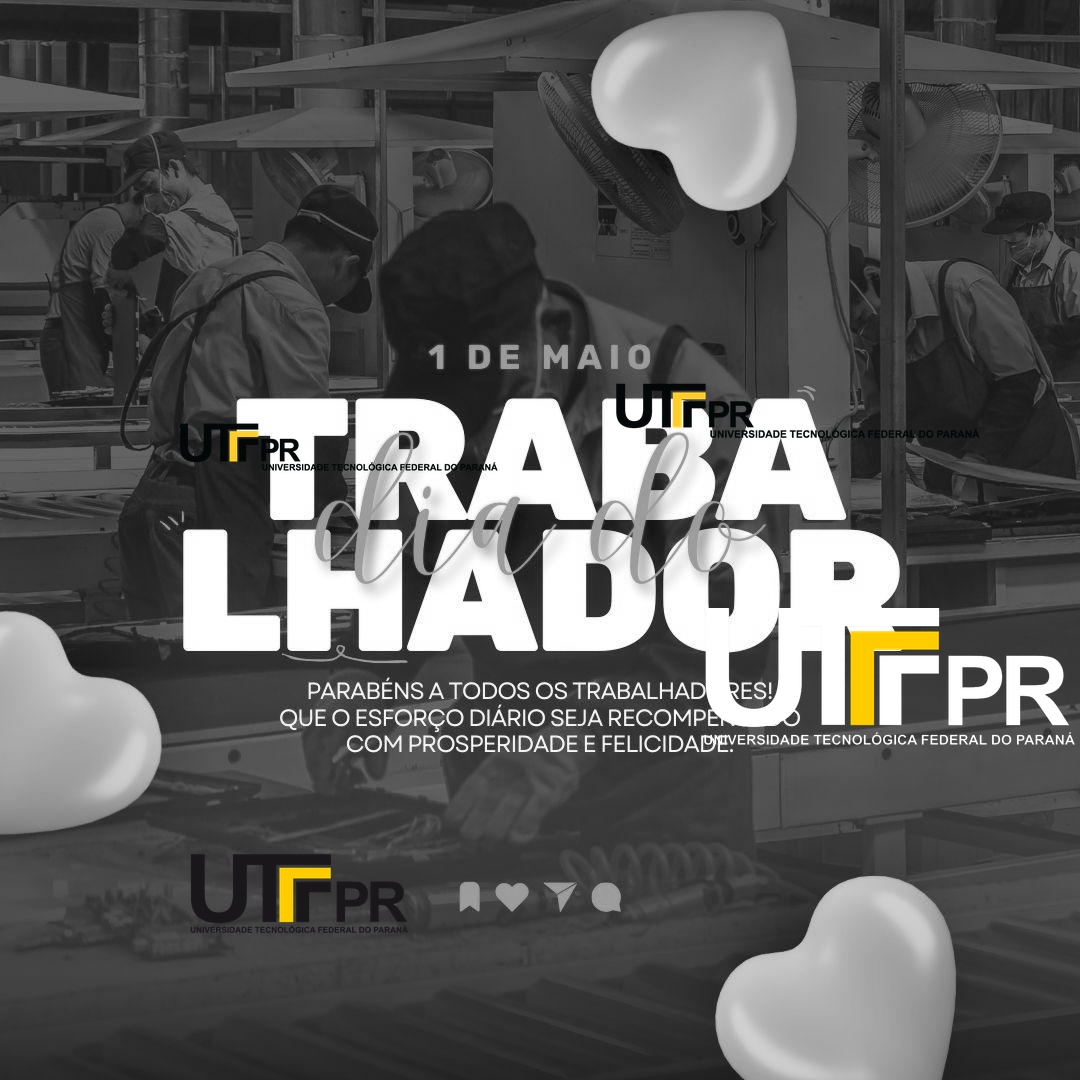 1 DE MAIO
UTFPR
UNIVERSIDADE TECNOLÓGICA FEDERAL DO PARANÁ
UTFPR
UNIVERSIDADE TECNOLÓGICA FEDERAL DO PARANÁ
TRABA
dia do
LHADOR
UTFPR
UNIVERSIDADE TECNOLÓGICA FEDERAL DO PARANÁ
PARABÉNS A TODOS OS TRABALHADORES!
QUE O ESFORÇO DIÁRIO SEJA RECOMPENSADO
COM PROSPERIDADE E FELICIDADE.
UTFPR
UNIVERSIDADE TECNOLÓGICA FEDERAL DO PARANÁ